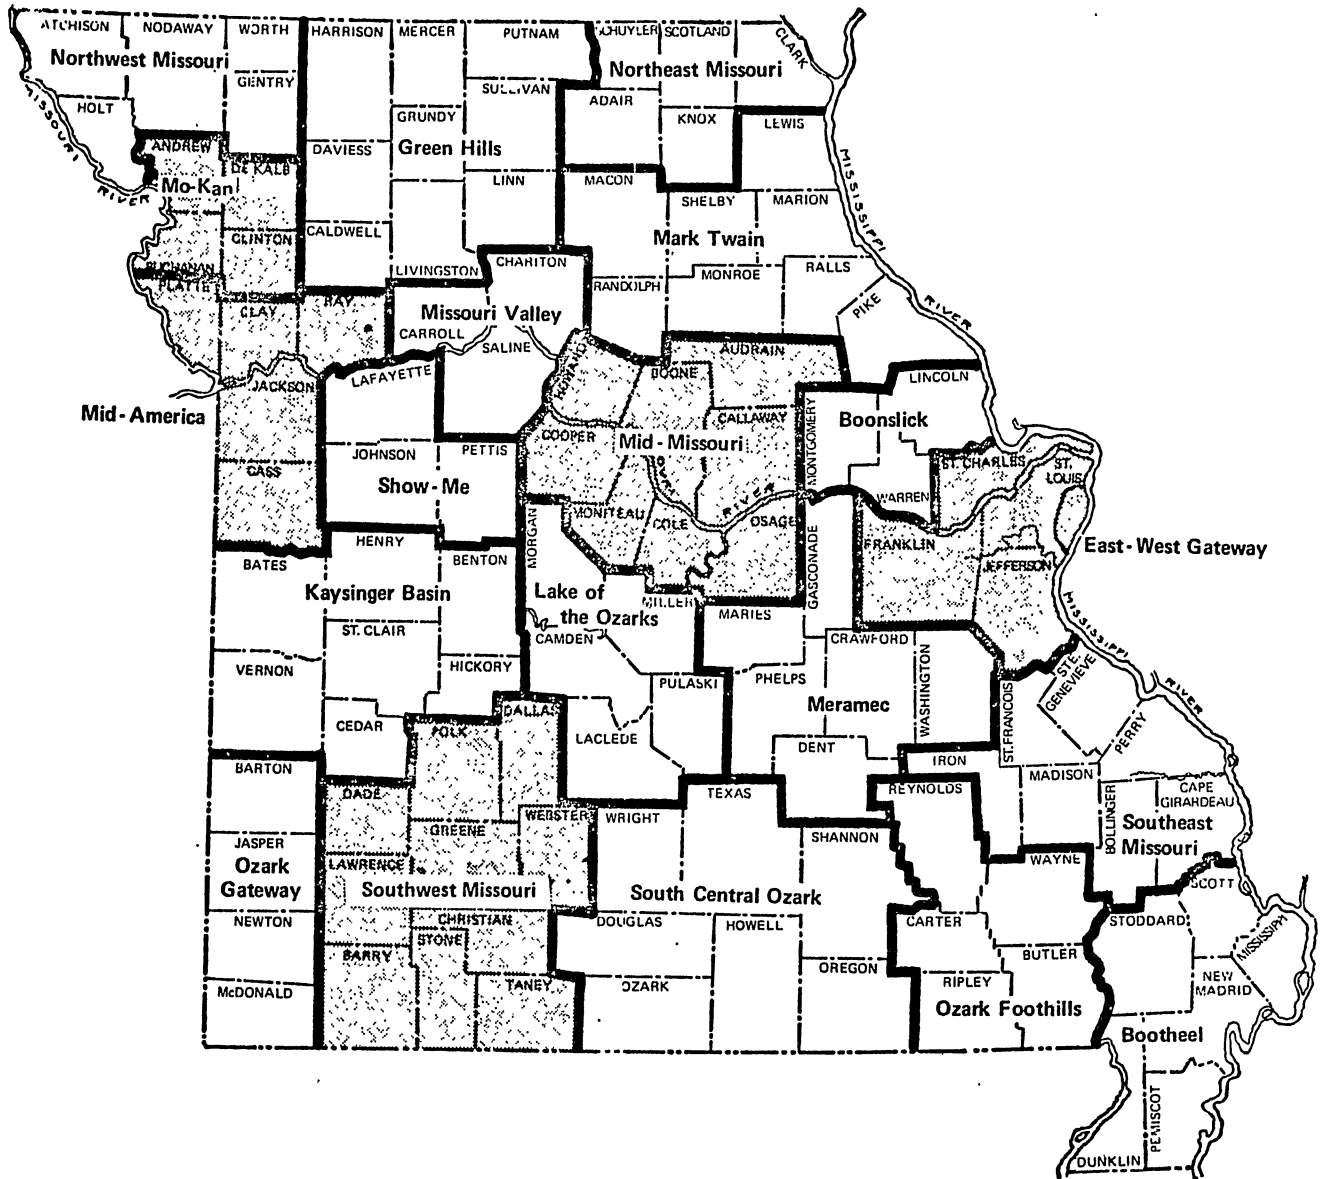 ATCHISON NODAWAY WORTH HARRISON MERCER PUTNAM SCHUYLER SCOTLAND CLARK
Northwest Missouri
Northeast Missouri
GENTRY SULLIVAN ADAIR
HOLT GRUNDY KNOX LEWIS
MISSOURI
RIVER
ANDREW DAVIESS Green Hills
DE KALB LINN MACON
Mo-Kan SHELBY MARION
MISSISSIPPI
RIVER
CLINTON CALDWELL Mark Twain
BUCHANAN LIVINGSTON CHARITON MONROE RALLS
PLATTE RANDOLPH
CLAY RAY Missouri Valley PIKE
CARROLL SALINE
HOWARD AUDRAIN
JACKSON LAFAYETTE BOONE LINCOLN
Mid-America CALLAWAY MONTGOMERY Boonslick
COOPER Mid-Missouri
JOHNSON PETTIS
CASS ST. CHARLES ST.
LOUIS
Show-Me WARREN
RIVER
MORGAN MONITEAU COLE OSAGE GASCONADE
HENRY FRANKLIN
BATES BENTON JEFFERSON East-West Gateway
Kaysinger Basin Lake of
the Ozarks
MILLER MARIES
ST. CLAIR CAMDEN CRAWFORD
MISSISSIPPI
RIVER
VERNON HICKORY WASHINGTON STE.
GENEVIEVE
PULASKI PHELPS
ST. FRANCOIS
Meramec
CEDAR POLK DALLAS LACLEDE DENT PERRY
IRON
BARTON MADISON
DADE TEXAS REYNOLDS BOLLINGER CAPE
GIRARDEAU
WEBSTER WRIGHT
GREENE SHANNON Southeast
Missouri
JASPER
LAWRENCE WAYNE
Ozark
Gateway
Southwest Missouri South Central Ozark SCOTT
NEWTON CHRISTIAN DOUGLAS HOWELL CARTER STODDARD
STONE MISSISSIPPI
BARRY BUTLER
OREGON
McDONALD TANEY OZARK RIPLEY NEW
MADRID
Ozark Foothills
Bootheel
PEMISCOT
DUNKLIN